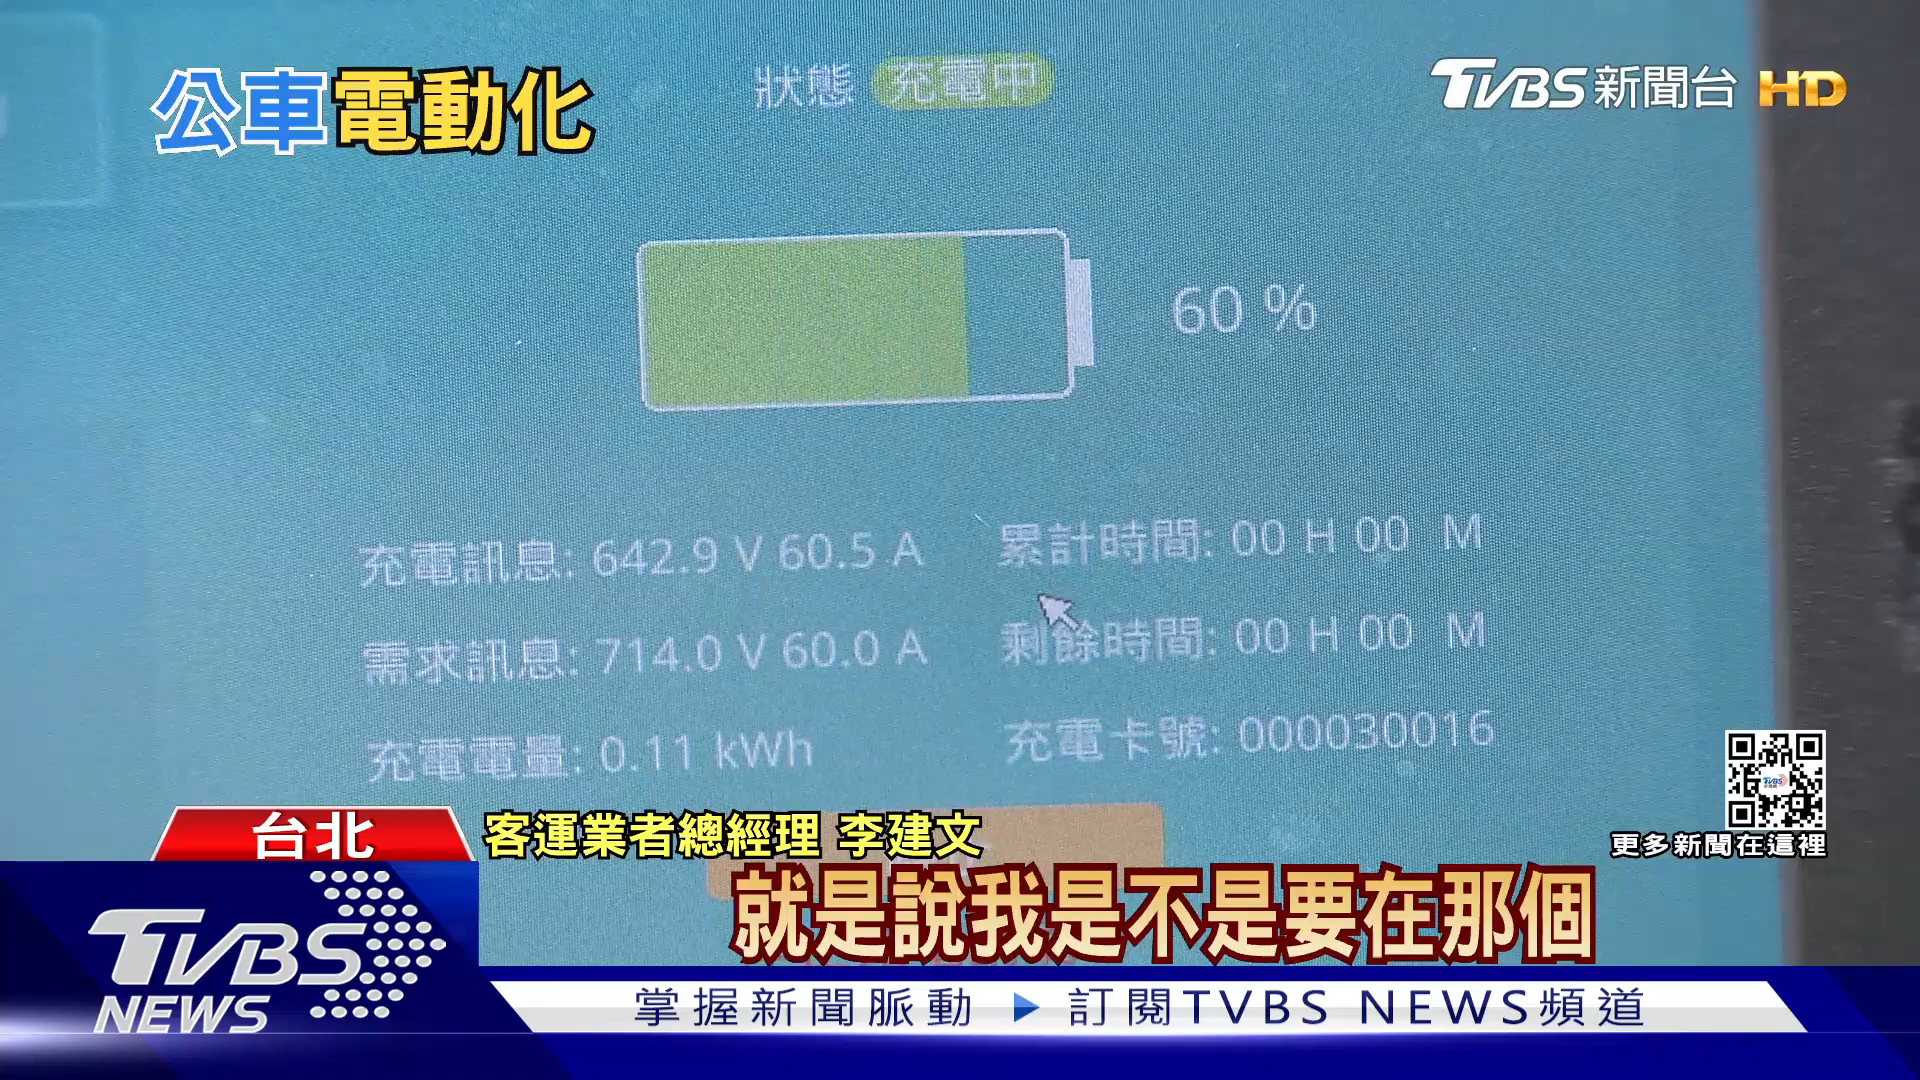 公車電動化
狀態 充電中
TVBS新聞台 HD
60 %
充電訊息: 642.9 V 60.5 A
累計時間: 00 H 00 M
需求訊息: 714.0 V 60.0 A
剩餘時間: 00 H 00 M
充電電量: 0.11 kWh
充電卡號: 000030016
更多新聞在這裡
台北
客運業者總經理 李建文
就是說我是不是要在那個
TVBS NEWS
掌握新聞脈動 ▶ 訂閱TVBS NEWS頻道